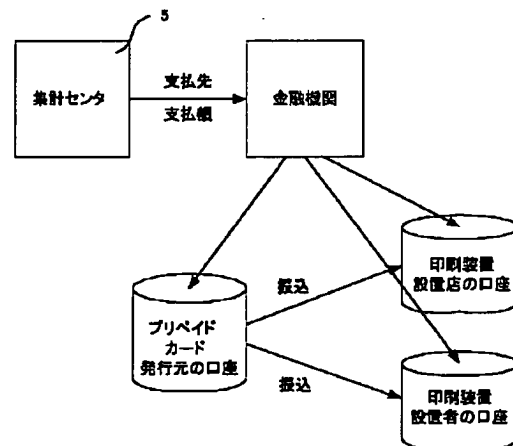 5
集計センタ
支払先
支払額
金融機関
印刷装置
設置店の口座
振込
プリペイド
カード
発行元の口座
振込
印刷装置
設置者の口座